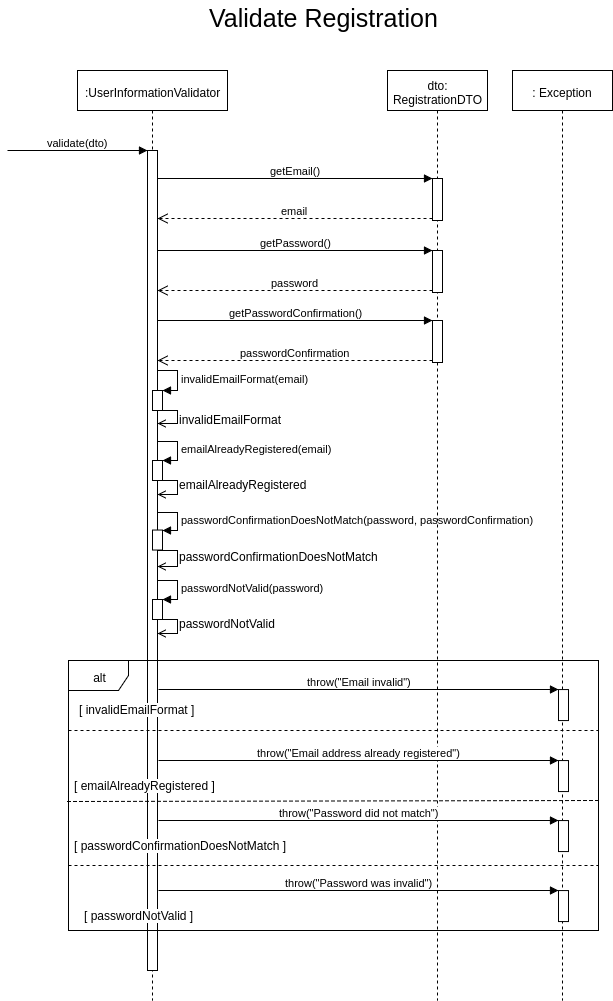 Validate Registration
:UserInformationValidator
dto:
RegistrationDTO
: Exception
validate(dto)
getEmail()
email
getPassword()
password
getPasswordConfirmation()
passwordConfirmation
invalidEmailFormat(email)
invalidEmailFormat
emailAlreadyRegistered(email)
emailAlreadyRegistered
passwordConfirmationDoesNotMatch(password, passwordConfirmation)
passwordConfirmationDoesNotMatch
passwordNotValid(password)
passwordNotValid
alt
throw("Email invalid")
[ invalidEmailFormat ]
throw("Email address already registered")
[ emailAlreadyRegistered ]
throw("Password did not match")
[ passwordConfirmationDoesNotMatch ]
throw("Password was invalid")
[ passwordNotValid ]